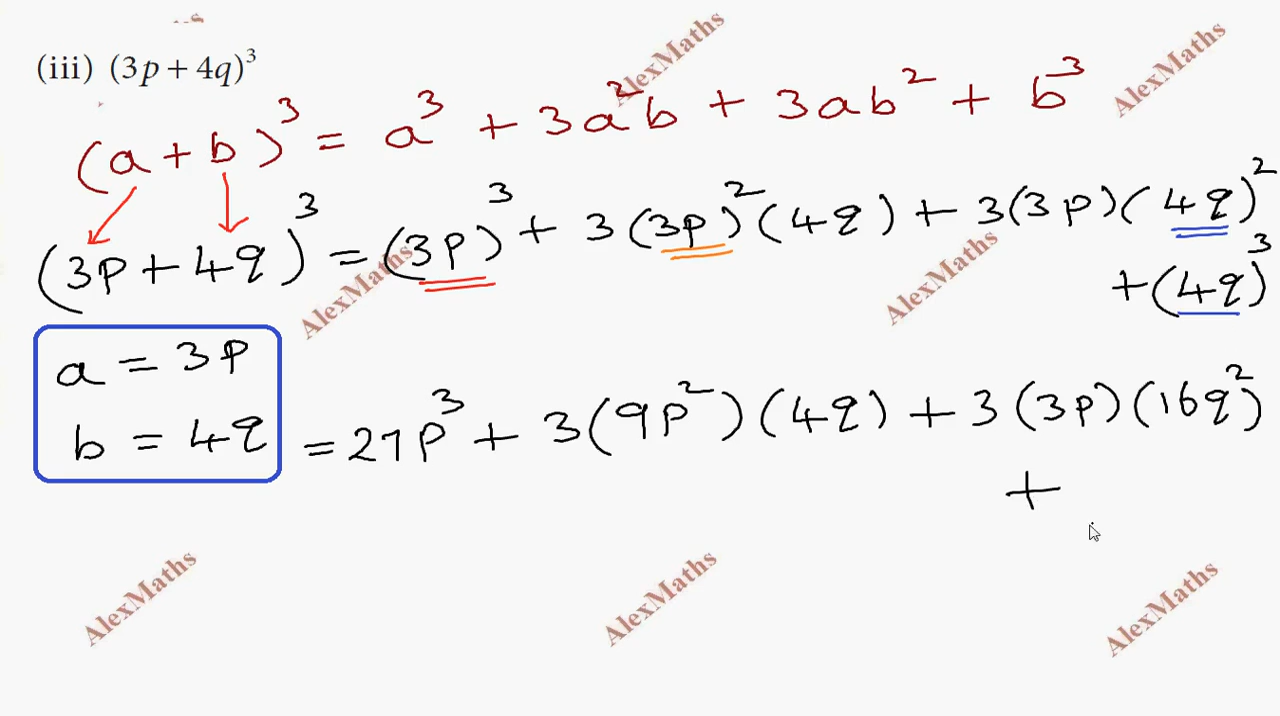 (iii) (3p + 4q)³
(a + b)³ = a³ + 3a²b + 3ab² + b³
(3p + 4q)³ = (3p)³ + 3(3p)²(4q) + 3(3p)(4q)²
+ (4q)³
a = 3p
b = 4q
= 27p³ + 3(9p²)(4q) + 3(3p)(16q²)
+
AlexMaths
AlexMaths
AlexMaths
AlexMaths
AlexMaths
AlexMaths
AlexMaths